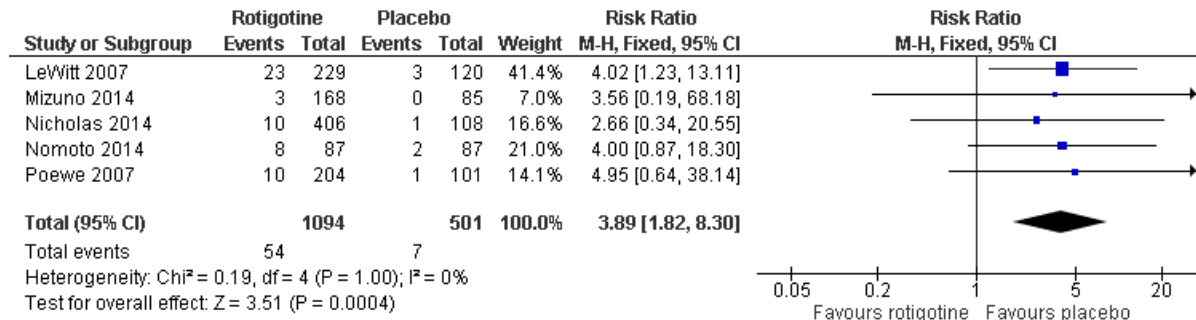 Rotigotine Placebo Risk Ratio Risk Ratio
Study or Subgroup Events Total Events Total Weight M-H, Fixed, 95% CI M-H, Fixed, 95% CI
LeWitt 2007 23 229 3 120 41.4% 4.02 [1.23, 13.11]
Mizuno 2014 3 168 0 85 7.0% 3.56 [0.19, 68.18]
Nicholas 2014 10 406 1 108 16.6% 2.66 [0.34, 20.55]
Nomoto 2014 8 87 2 87 21.0% 4.00 [0.87, 18.30]
Poewe 2007 10 204 1 101 14.1% 4.95 [0.64, 38.14]
Total (95% CI) 1094 501 100.0% 3.89 [1.82, 8.30]
Total events 54 7
Heterogeneity: Chi² = 0.19, df = 4 (P = 1.00); I² = 0%
Test for overall effect: Z = 3.51 (P = 0.0004)
0.05 0.2 1 5 20
Favours rotigotine Favours placebo